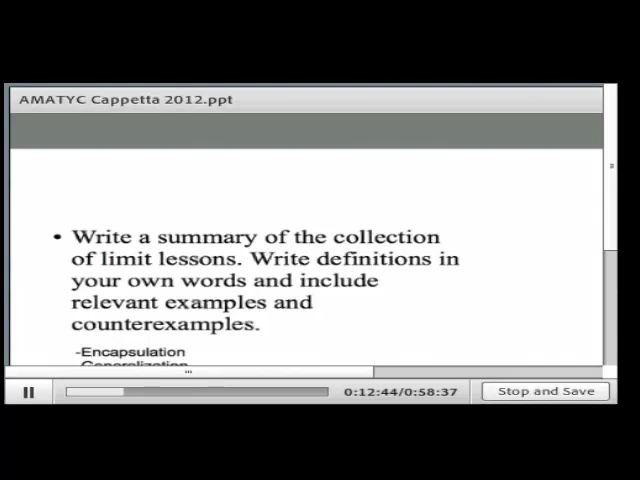 AMATYC Cappetta 2012.ppt
• Write a summary of the collection
of limit lessons. Write definitions in
your own words and include
relevant examples and
counterexamples.
-Encapsulation
-Generalization
0:12:44/0:58:37
Stop and Save